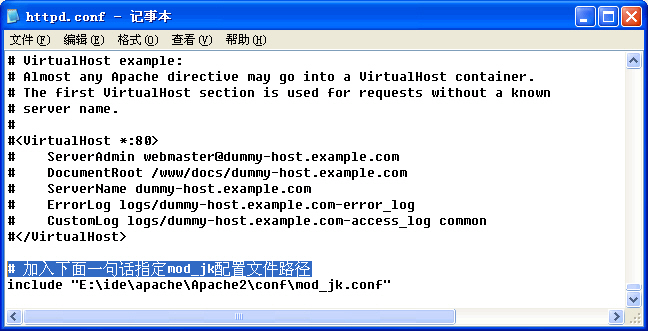 httpd.conf - 记事本
文件(F) 编辑(E) 格式(O) 查看(V) 帮助(H)
# VirtualHost example:
# Almost any Apache directive may go into a VirtualHost container.
# The first VirtualHost section is used for requests without a known
# server name.
#
#<VirtualHost *:80>
#    ServerAdmin webmaster@dummy-host.example.com
#    DocumentRoot /www/docs/dummy-host.example.com
#    ServerName dummy-host.example.com
#    ErrorLog logs/dummy-host.example.com-error_log
#    CustomLog logs/dummy-host.example.com-access_log common
#</VirtualHost>
# 加入下面一句话指定mod_jk配置文件路径
include "E:\ide\apache\Apache2\conf\mod_jk.conf"